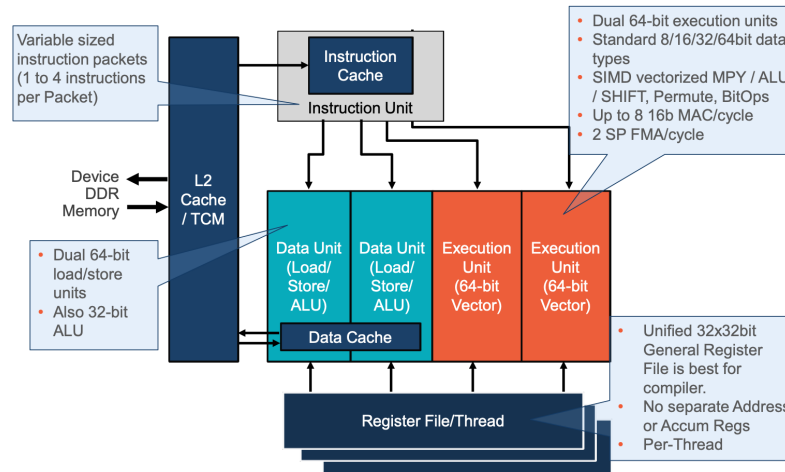 Variable sized
instruction packets
(1 to 4 instructions
per Packet)
Instruction
Cache
Instruction Unit
• Dual 64-bit execution units
• Standard 8/16/32/64bit data
types
• SIMD vectorized MPY / ALU
/ SHIFT, Permute, BitOps
• Up to 8 16b MAC/cycle
• 2 SP FMA/cycle
Device
DDR
Memory
L2
Cache
/ TCM
• Dual 64-bit
load/store
units
• Also 32-bit
ALU
Data Unit
(Load/
Store/
ALU)
Data Unit
(Load/
Store/
ALU)
Execution
Unit
(64-bit
Vector)
Execution
Unit
(64-bit
Vector)
Data Cache
Register File/Thread
• Unified 32x32bit
General Register
File is best for
compiler.
• No separate Address
or Accum Regs
• Per-Thread